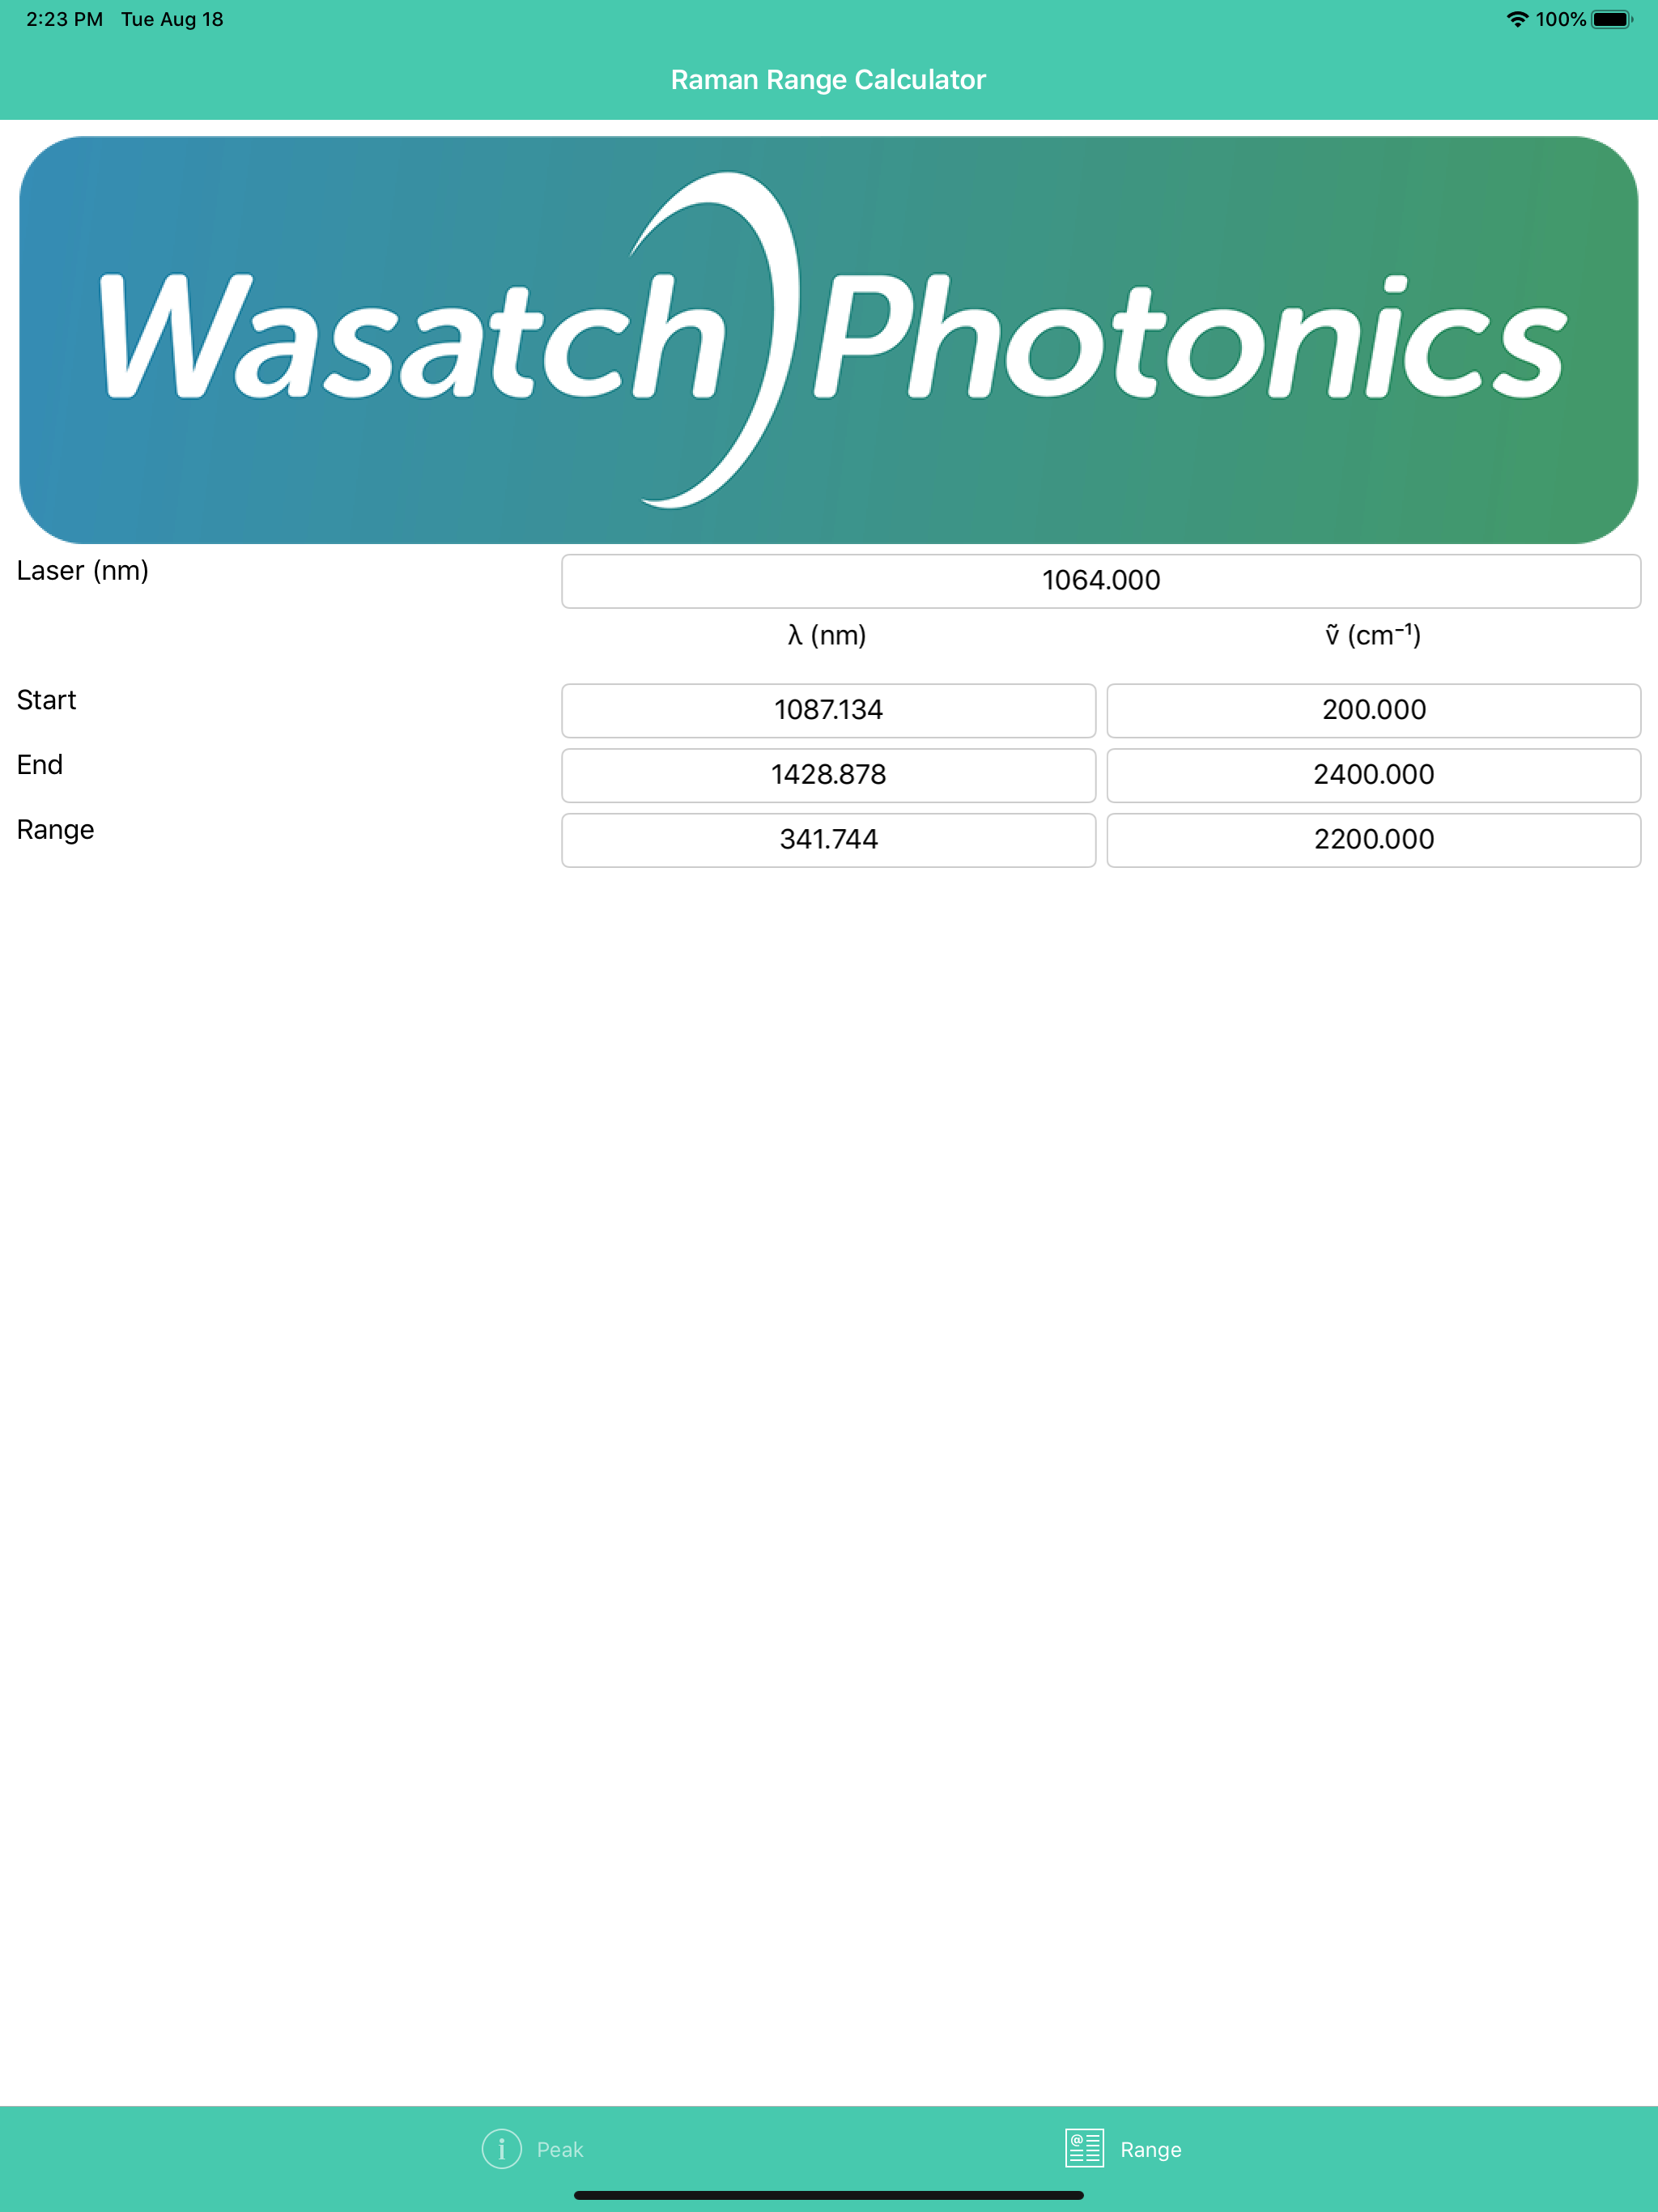 2:23 PM Tue Aug 18 100%
Raman Range Calculator
Wasatch Photonics
Laser (nm) 1064.000
λ (nm) ṽ (cm⁻¹)
Start 1087.134 200.000
End 1428.878 2400.000
Range 341.744 2200.000
Peak Range